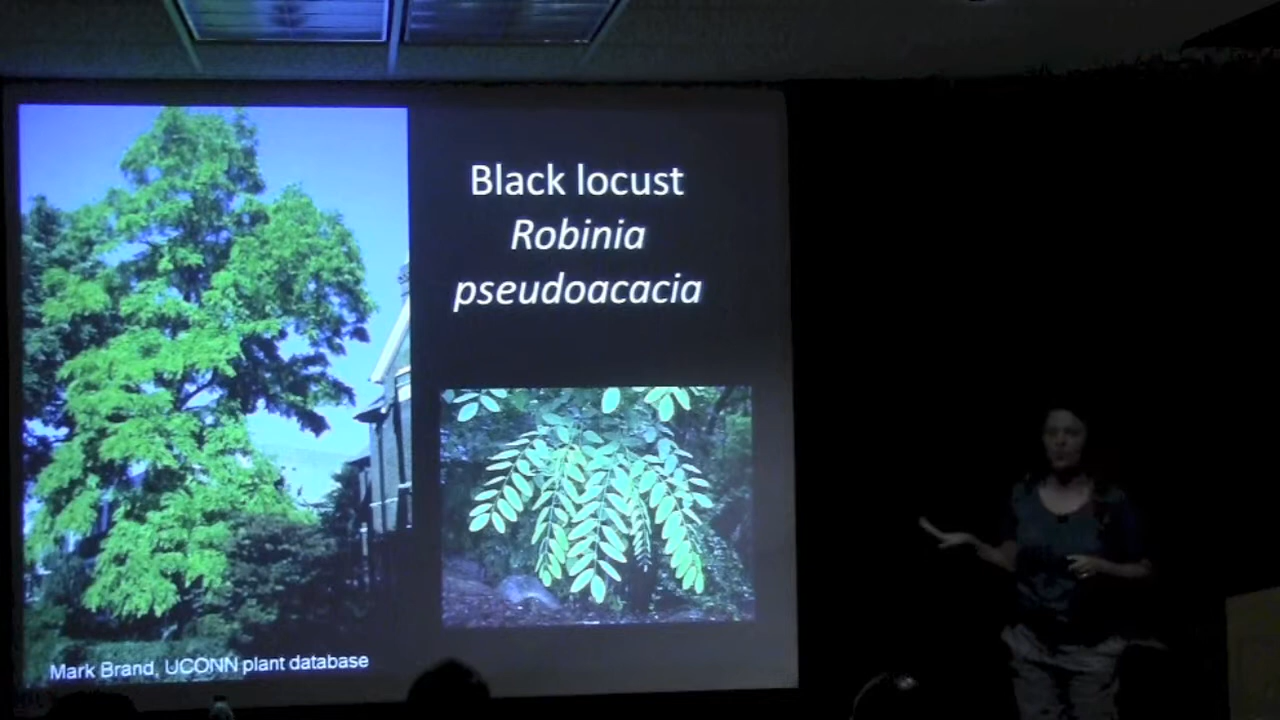 Black locust
Robinia
pseudoacacia
Mark Brand, UCONN plant database